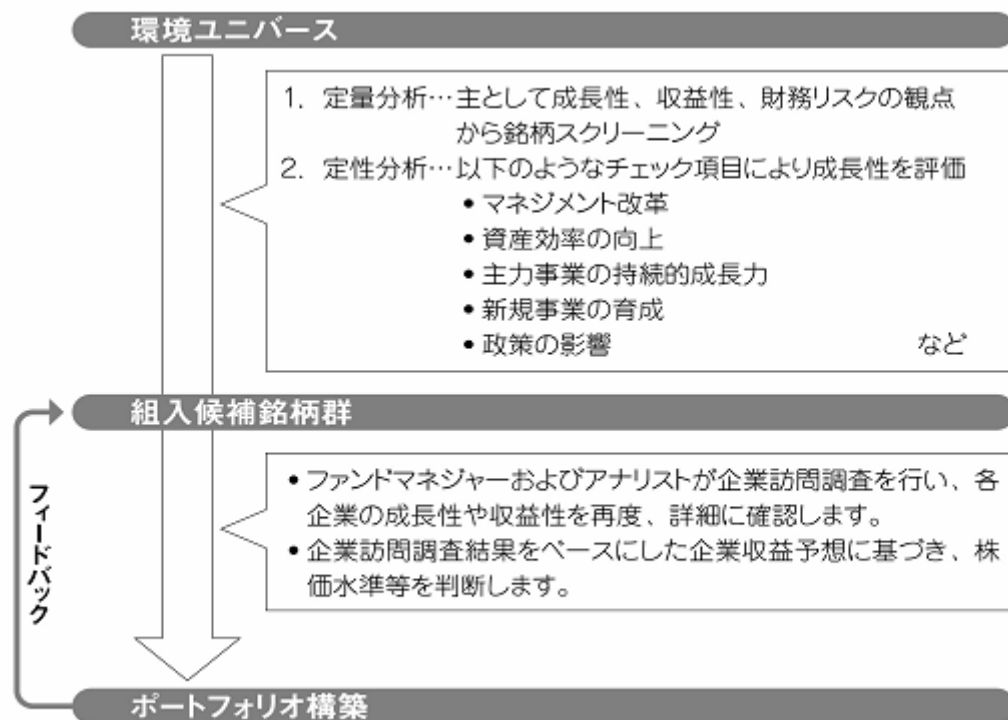 環境ユニバース
1. 定量分析…主として成長性、収益性、財務リスクの観点
から銘柄スクリーニング
2. 定性分析…以下のようなチェック項目により成長性を評価
• マネジメント改革
• 資産効率の向上
• 主力事業の持続的成長力
• 新規事業の育成
• 政策の影響 など
組入候補銘柄群
• ファンドマネジャーおよびアナリストが企業訪問調査を行い、各
企業の成長性や収益性を再度、詳細に確認します。
• 企業訪問調査結果をベースにした企業収益予想に基づき、株
価水準等を判断します。
フィードバック
ポートフォリオ構築